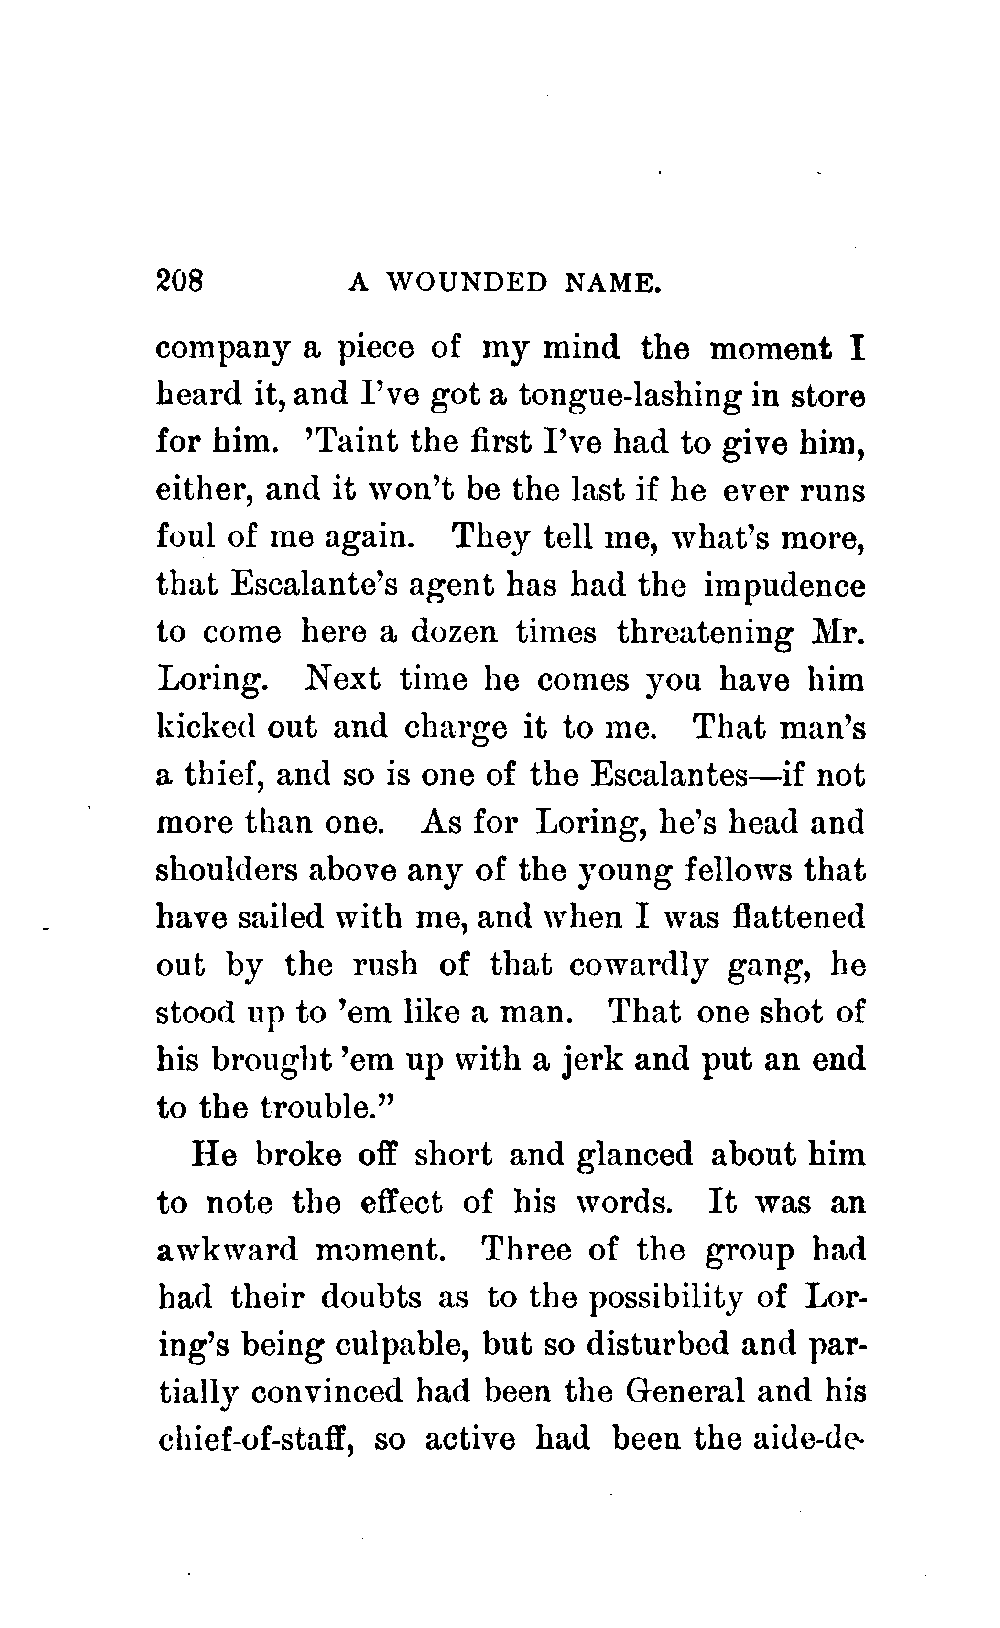 208 A WOUNDED NAME.
company a piece of my mind the moment I
heard it, and I've got a tongue-lashing in store
for him. 'Taint the first I've had to give him,
either, and it won't be the last if he ever runs
foul of me again. They tell me, what's more,
that Escalante's agent has had the impudence
to come here a dozen times threatening Mr.
Loring. Next time he comes you have him
kicked out and charge it to me. That man's
a thief, and so is one of the Escalantes—if not
more than one. As for Loring, he's head and
shoulders above any of the young fellows that
have sailed with me, and when I was flattened
out by the rush of that cowardly gang, he
stood up to 'em like a man. That one shot of
his brought 'em up with a jerk and put an end
to the trouble."
He broke off short and glanced about him
to note the effect of his words. It was an
awkward moment. Three of the group had
had their doubts as to the possibility of Lor-
ing's being culpable, but so disturbed and par-
tially convinced had been the General and his
chief-of-staff, so active had been the aide-de-